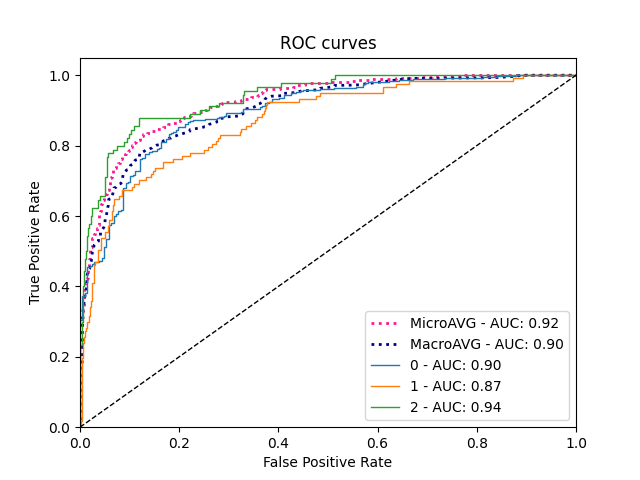 ROC curves
True Positive Rate
1.0
0.8
0.6
0.4
0.2
0.0
MicroAVG - AUC: 0.92
MacroAVG - AUC: 0.90
0 - AUC: 0.90
1 - AUC: 0.87
2 - AUC: 0.94
0.0 0.2 0.4 0.6 0.8 1.0
False Positive Rate